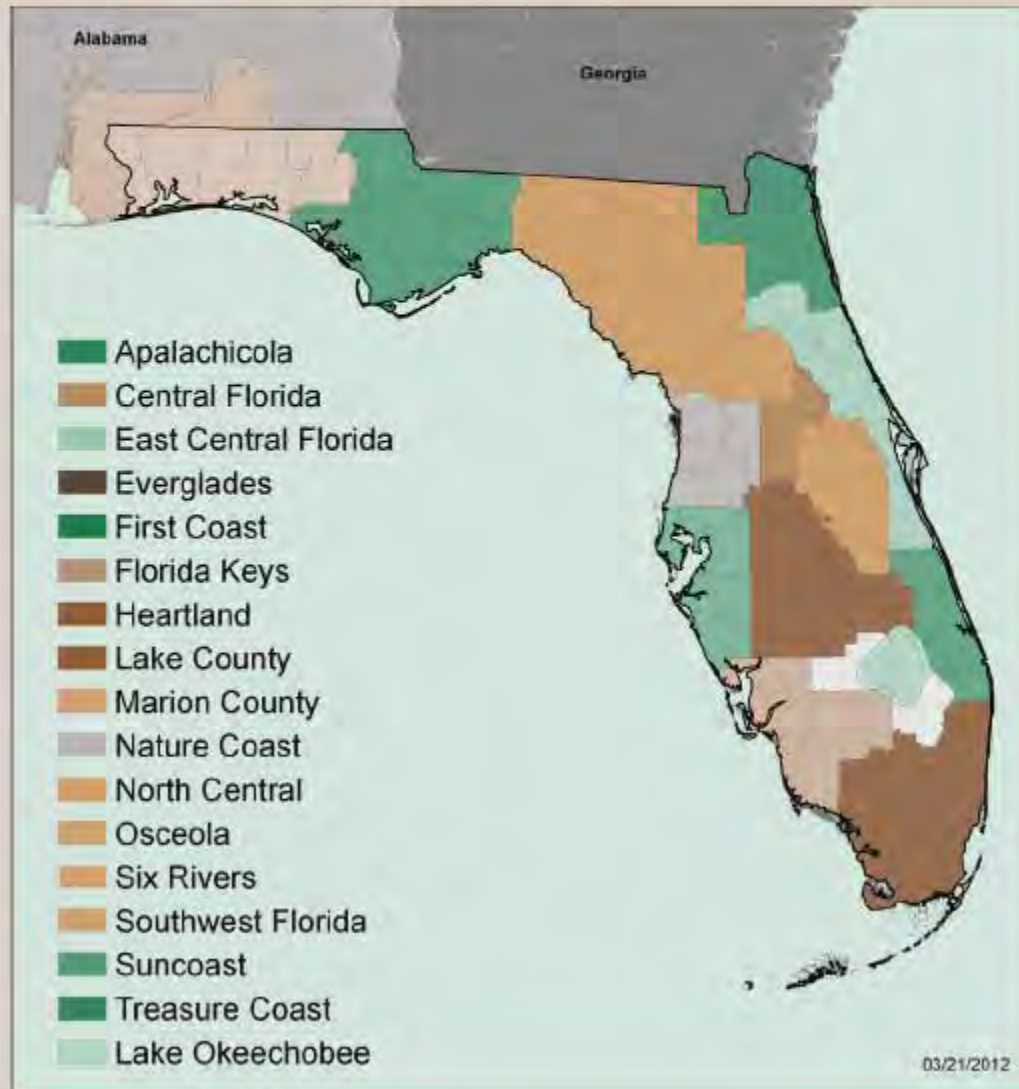 Alabama
Georgia
Apalachicola
Central Florida
East Central Florida
Everglades
First Coast
Florida Keys
Heartland
Lake County
Marion County
Nature Coast
North Central
Osceola
Six Rivers
Southwest Florida
Suncoast
Treasure Coast
Lake Okeechobee
03/21/2012